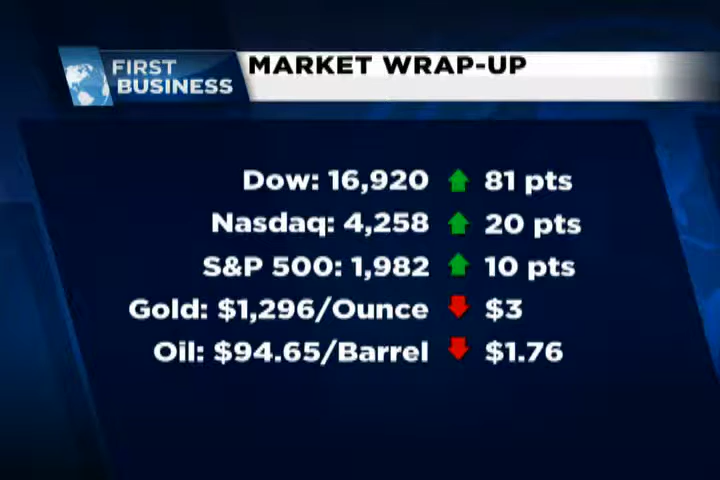 FIRST BUSINESS
MARKET WRAP-UP
Dow: 16,920 81 pts
Nasdaq: 4,258 20 pts
S&P 500: 1,982 10 pts
Gold: $1,296/Ounce $3
Oil: $94.65/Barrel $1.76